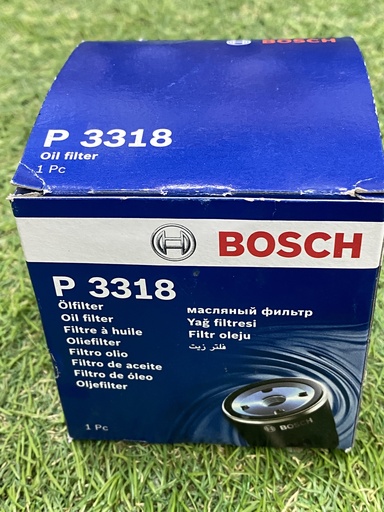 BOSCH
P 3318
Oil filter
1 Pc
BOSCH
P 3318
Ölfilter
Oil filter
Filtre à huile
Oliefilter
Filtro olio
Filtro de aceite
Filtro de óleo
Oljefilter
масляный фильтр
Yağ filtresi
Filtr oleju
فلتر زيت
1 Pc
BOSCH